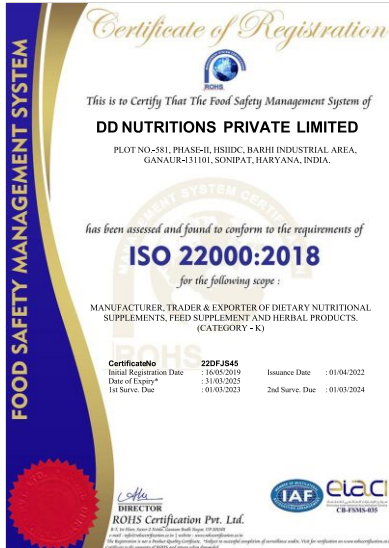 Certificate of Registration
ROHS
This is to Certify That The Food Safety Management System of
DD NUTRITIONS PRIVATE LIMITED
PLOT NO.-581, PHASE-II, HSIIDC, BARHI INDUSTRIAL AREA,
GANAUR-131101, SONIPAT, HARYANA, INDIA.
has been assessed and found to conform to the requirements of
ISO 22000:2018
for the following scope :
MANUFACTURER, TRADER & EXPORTER OF DIETARY NUTRITIONAL
SUPPLEMENTS, FEED SUPPLEMENT AND HERBAL PRODUCTS.
(CATEGORY - K)
CertificateNo 22DFJS45
Initial Registration Date : 16/05/2019 Issuance Date : 01/04/2022
Date of Expiry* : 31/03/2025
1st Surve. Due : 01/03/2023 2nd Surve. Due : 01/03/2024
FOOD SAFETY MANAGEMENT SYSTEM
DIRECTOR
ROHS Certification Pvt. Ltd.
IAF
eiaci
CB-FSMS-035